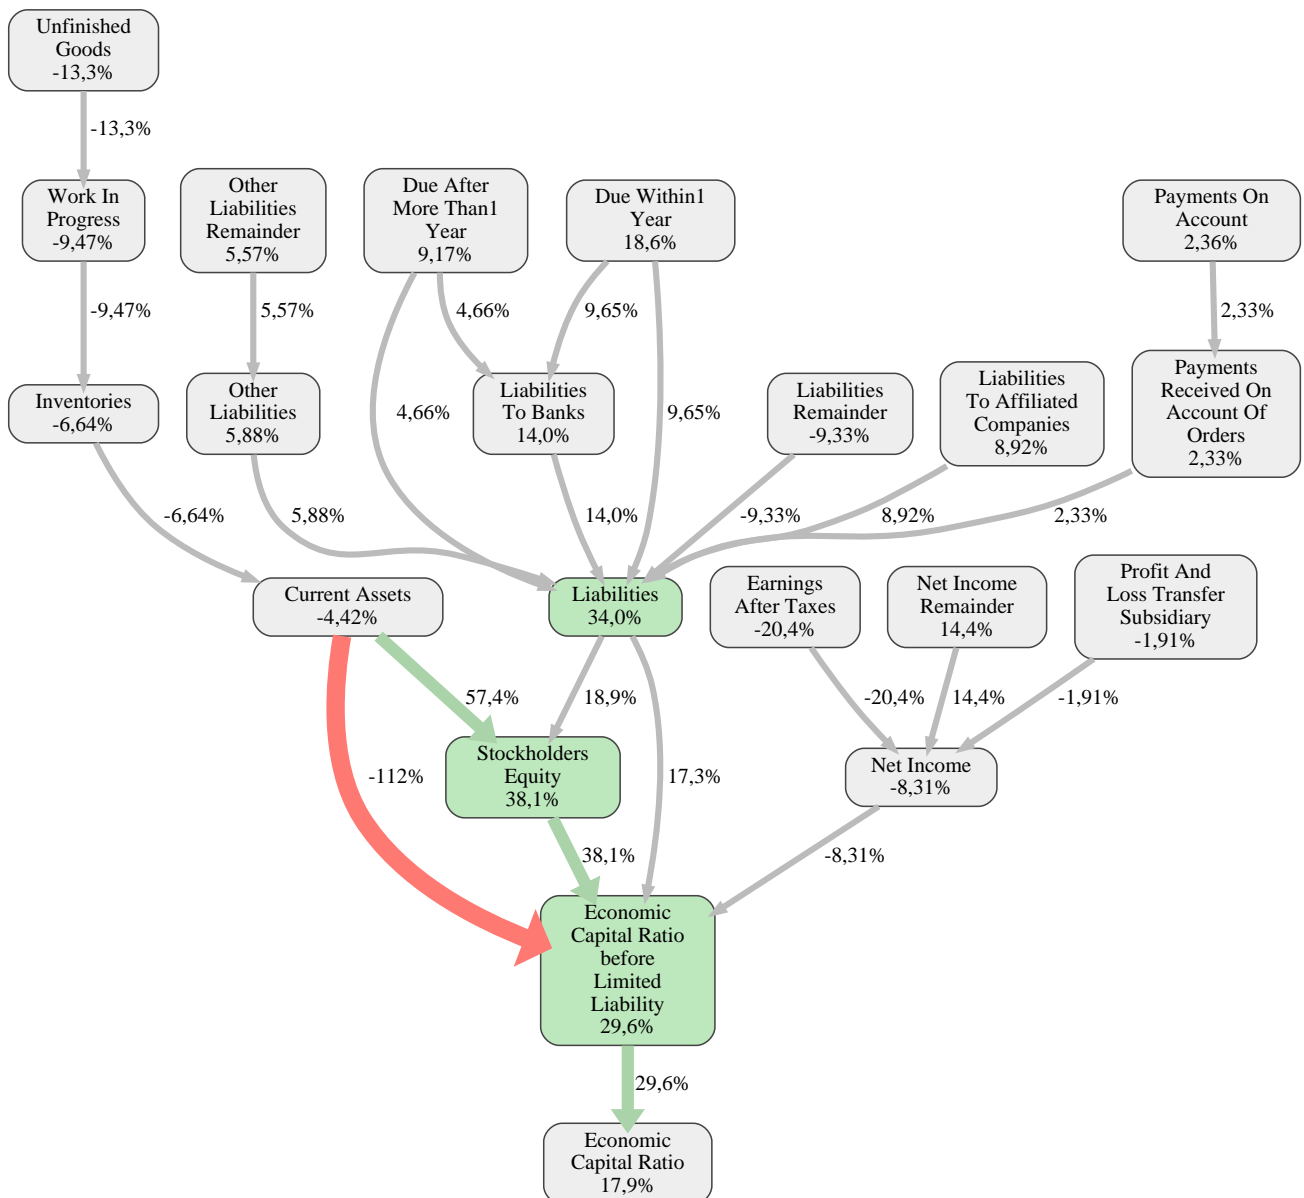 Unfinished
Goods
-13,3%
-13,3%
Work In
Progress
-9,47%
Other
Liabilities
Remainder
5,57%
Due After
More Than1
Year
9,17%
Due Within1
Year
18,6%
Payments On
Account
2,36%
-9,47%
5,57%
4,66%
9,65%
2,33%
Inventories
-6,64%
Other
Liabilities
5,88%
4,66%
Liabilities
To Banks
14,0%
9,65%
Liabilities
Remainder
-9,33%
Liabilities
To Affiliated
Companies
8,92%
Payments
Received On
Account Of
Orders
2,33%
-6,64%
5,88%
14,0%
-9,33%
8,92%
2,33%
Current Assets
-4,42%
Liabilities
34,0%
Earnings
After Taxes
-20,4%
Net Income
Remainder
14,4%
Profit And
Loss Transfer
Subsidiary
-1,91%
57,4%
18,9%
-20,4%
14,4%
-1,91%
-112%
Stockholders
Equity
38,1%
17,3%
Net Income
-8,31%
38,1%
-8,31%
Economic
Capital Ratio
before
Limited
Liability
29,6%
29,6%
Economic
Capital Ratio
17,9%